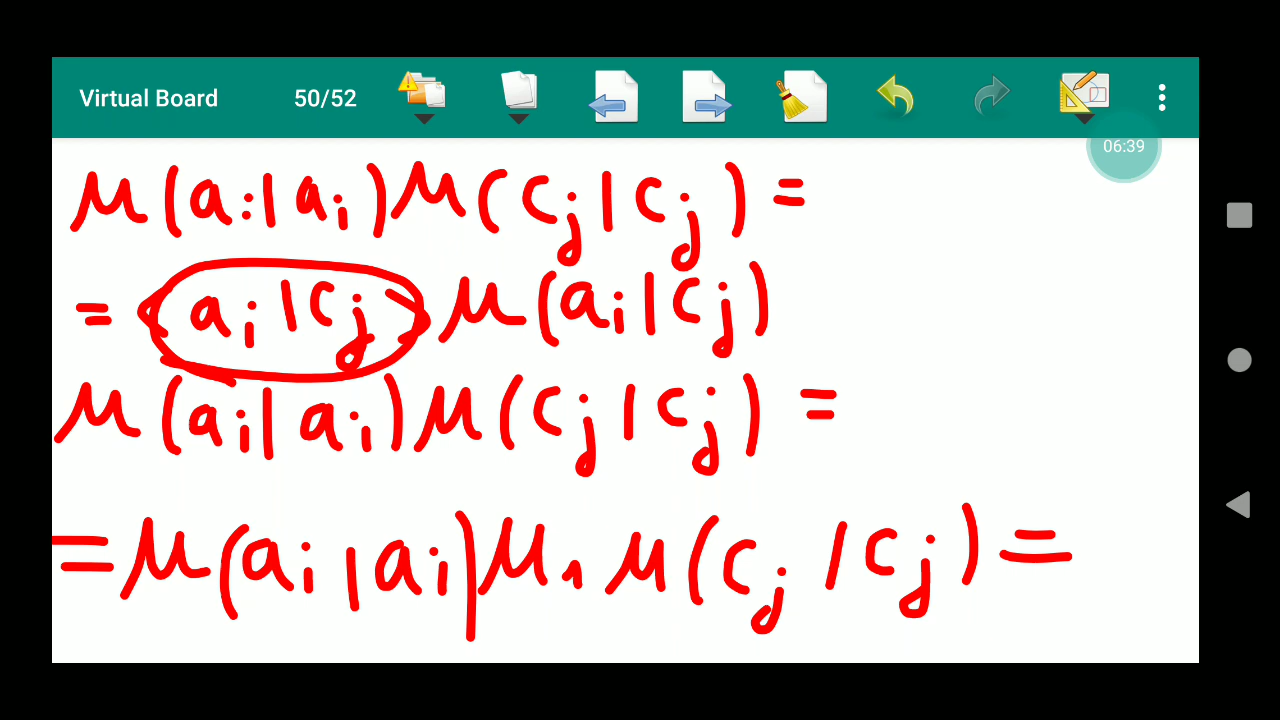 Virtual Board 50/52
06:39
μ(aᵢ|aᵢ)μ(cⱼ|cⱼ) =
= <aᵢ|cⱼ> μ(aᵢ|cⱼ)
μ(aᵢ|aᵢ)μ(cⱼ|cⱼ) =
= μ(aᵢ|aᵢ)μ₁ μ(cⱼ/cⱼ) =